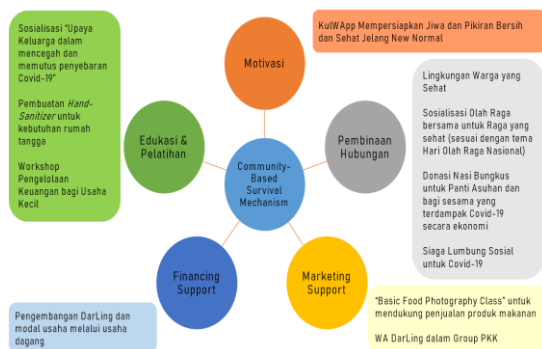 Sosialisasi "Upaya
Keluarga dalam
mencegah dan
memutus penyebaran
Covid-19"
Pembuatan Hand-
Sanitizer untuk
kebutuhan rumah
tangga
Workshop
Pengelolaan
Keuangan bagi Usaha
Kecil
Motivasi
KulWApp Mempersiapkan Jiwa dan Pikiran Bersih
dan Sehat Jelang New Normal
Edukasi &
Pelatihan
Community-
Based
Survival
Mechanism
Pembinaan
Hubungan
Lingkungan Warga yang
Sehat
Sosialisasi Olah Raga
bersama untuk Raga yang
sehat (sesuai dengan tema
Hari Olah Raga Nasional)
Donasi Nasi Bungkus
untuk Panti Asuhan dan
bagi sesama yang
terdampak Covid-19
secara ekonomi
Siaga Lumbung Sosial
untuk Covid-19
Financing
Support
Marketing
Support
Pengembangan DarLing dan
modal usaha melalui usaha
dagang
"Basic Food Photography Class" untuk
mendukung penjualan produk makanan
WA DarLing dalam Group PKK